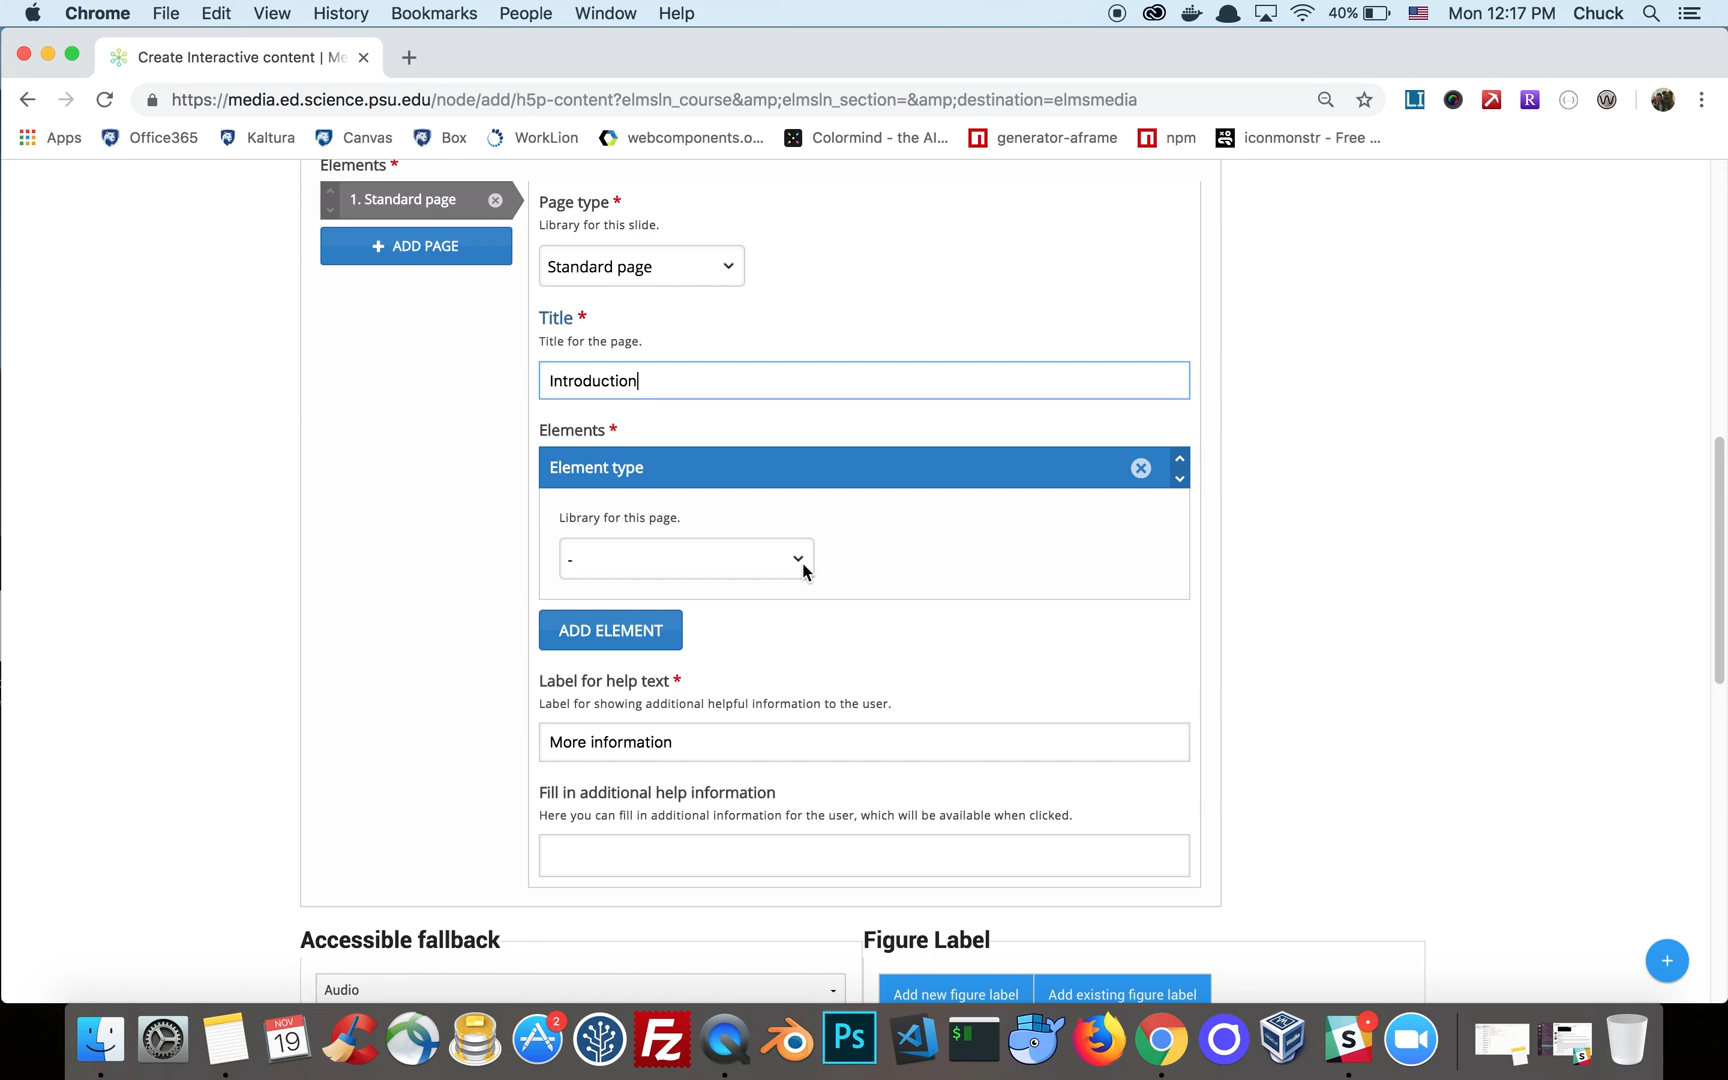 Chrome File Edit View History Bookmarks People Window Help 40% Mon 12:17 PM Chuck
Create Interactive content | Me
https://media.ed.science.psu.edu/node/add/h5p-content?elmsln_course&amp;elmsln_section=&amp;destination=elmsmedia
Apps Office365 Kaltura Canvas Box WorkLion webcomponents.o... Colormind - the AI... generator-aframe npm iconmonstr - Free ...
Elements *
1. Standard page
+ ADD PAGE
Page type *
Library for this slide.
Standard page
Title *
Title for the page.
Introduction
Elements *
Element type
Library for this page.
-
ADD ELEMENT
Label for help text *
Label for showing additional helpful information to the user.
More information
Fill in additional help information
Here you can fill in additional information for the user, which will be available when clicked.
Accessible fallback
Audio
Figure Label
Add new figure label Add existing figure label
+
NOV
19
2
Fz
Ps
$
S